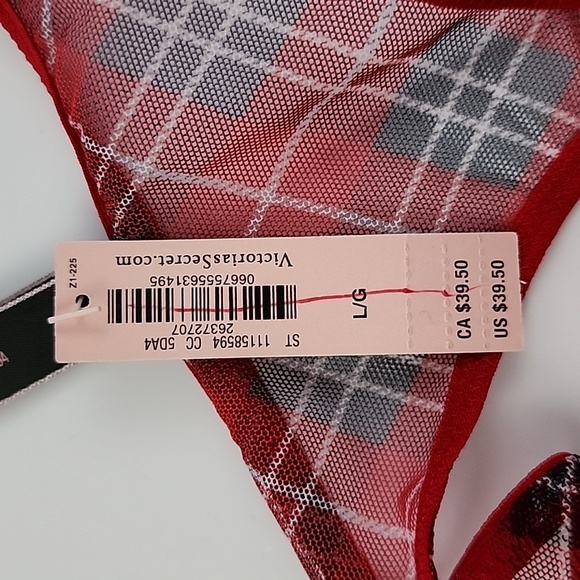 Z1-225
VictoriasSecret.com
0667555631495
26372707
ST 11158594 CC 5DA4
L/G
CA $39.50
US $39.50